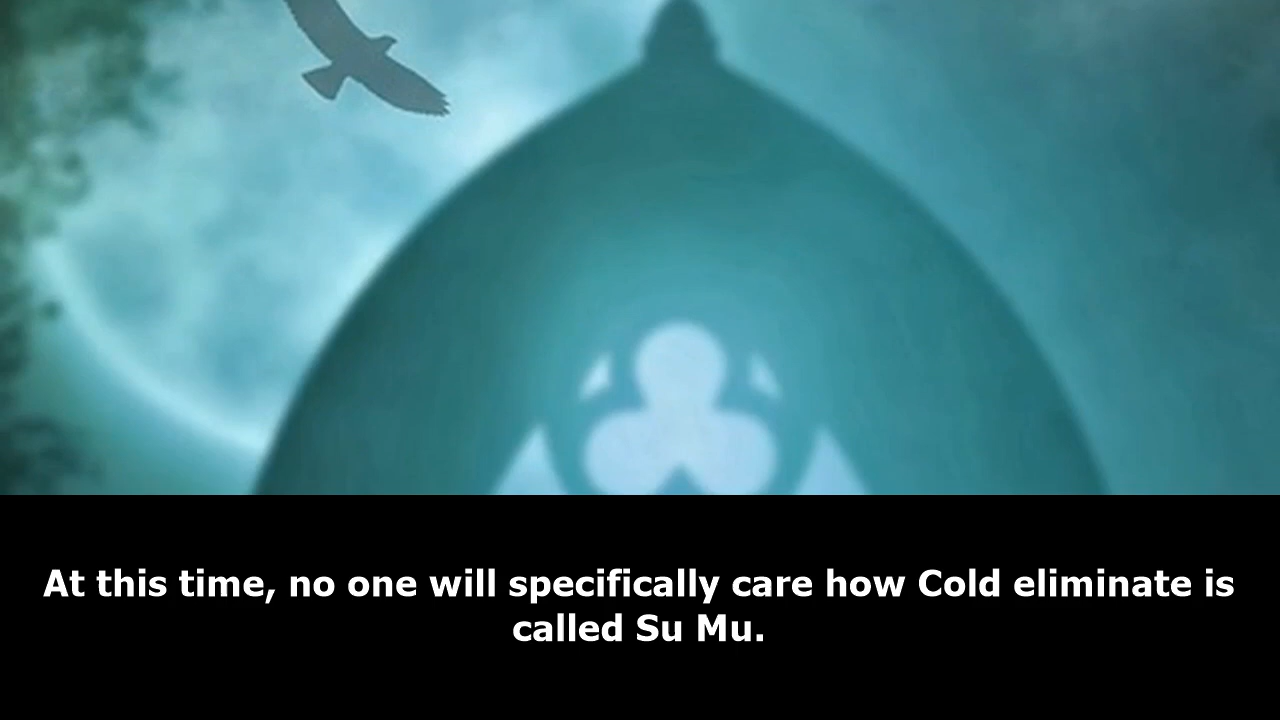 At this time, no one will specifically care how Cold eliminate is
called Su Mu.